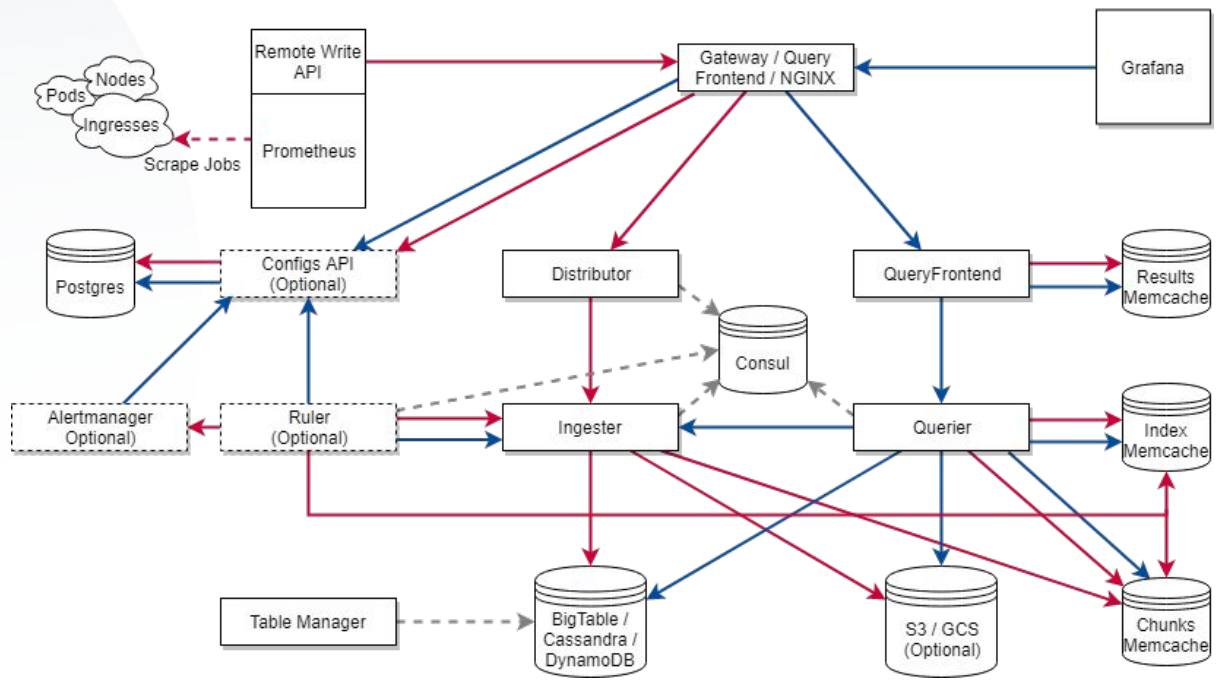 Remote Write
API
Prometheus
Nodes
Pods
Ingresses
Scrape Jobs
Gateway / Query
Frontend / NGINX
Grafana
Postgres
Configs API
(Optional)
Distributor
QueryFrontend
Results
Memcache
Consul
Alertmanager
Optional)
Ruler
(Optional)
Ingester
Querier
Index
Memcache
Table Manager
BigTable /
Cassandra /
DynamoDB
S3 / GCS
(Optional)
Chunks
Memcache